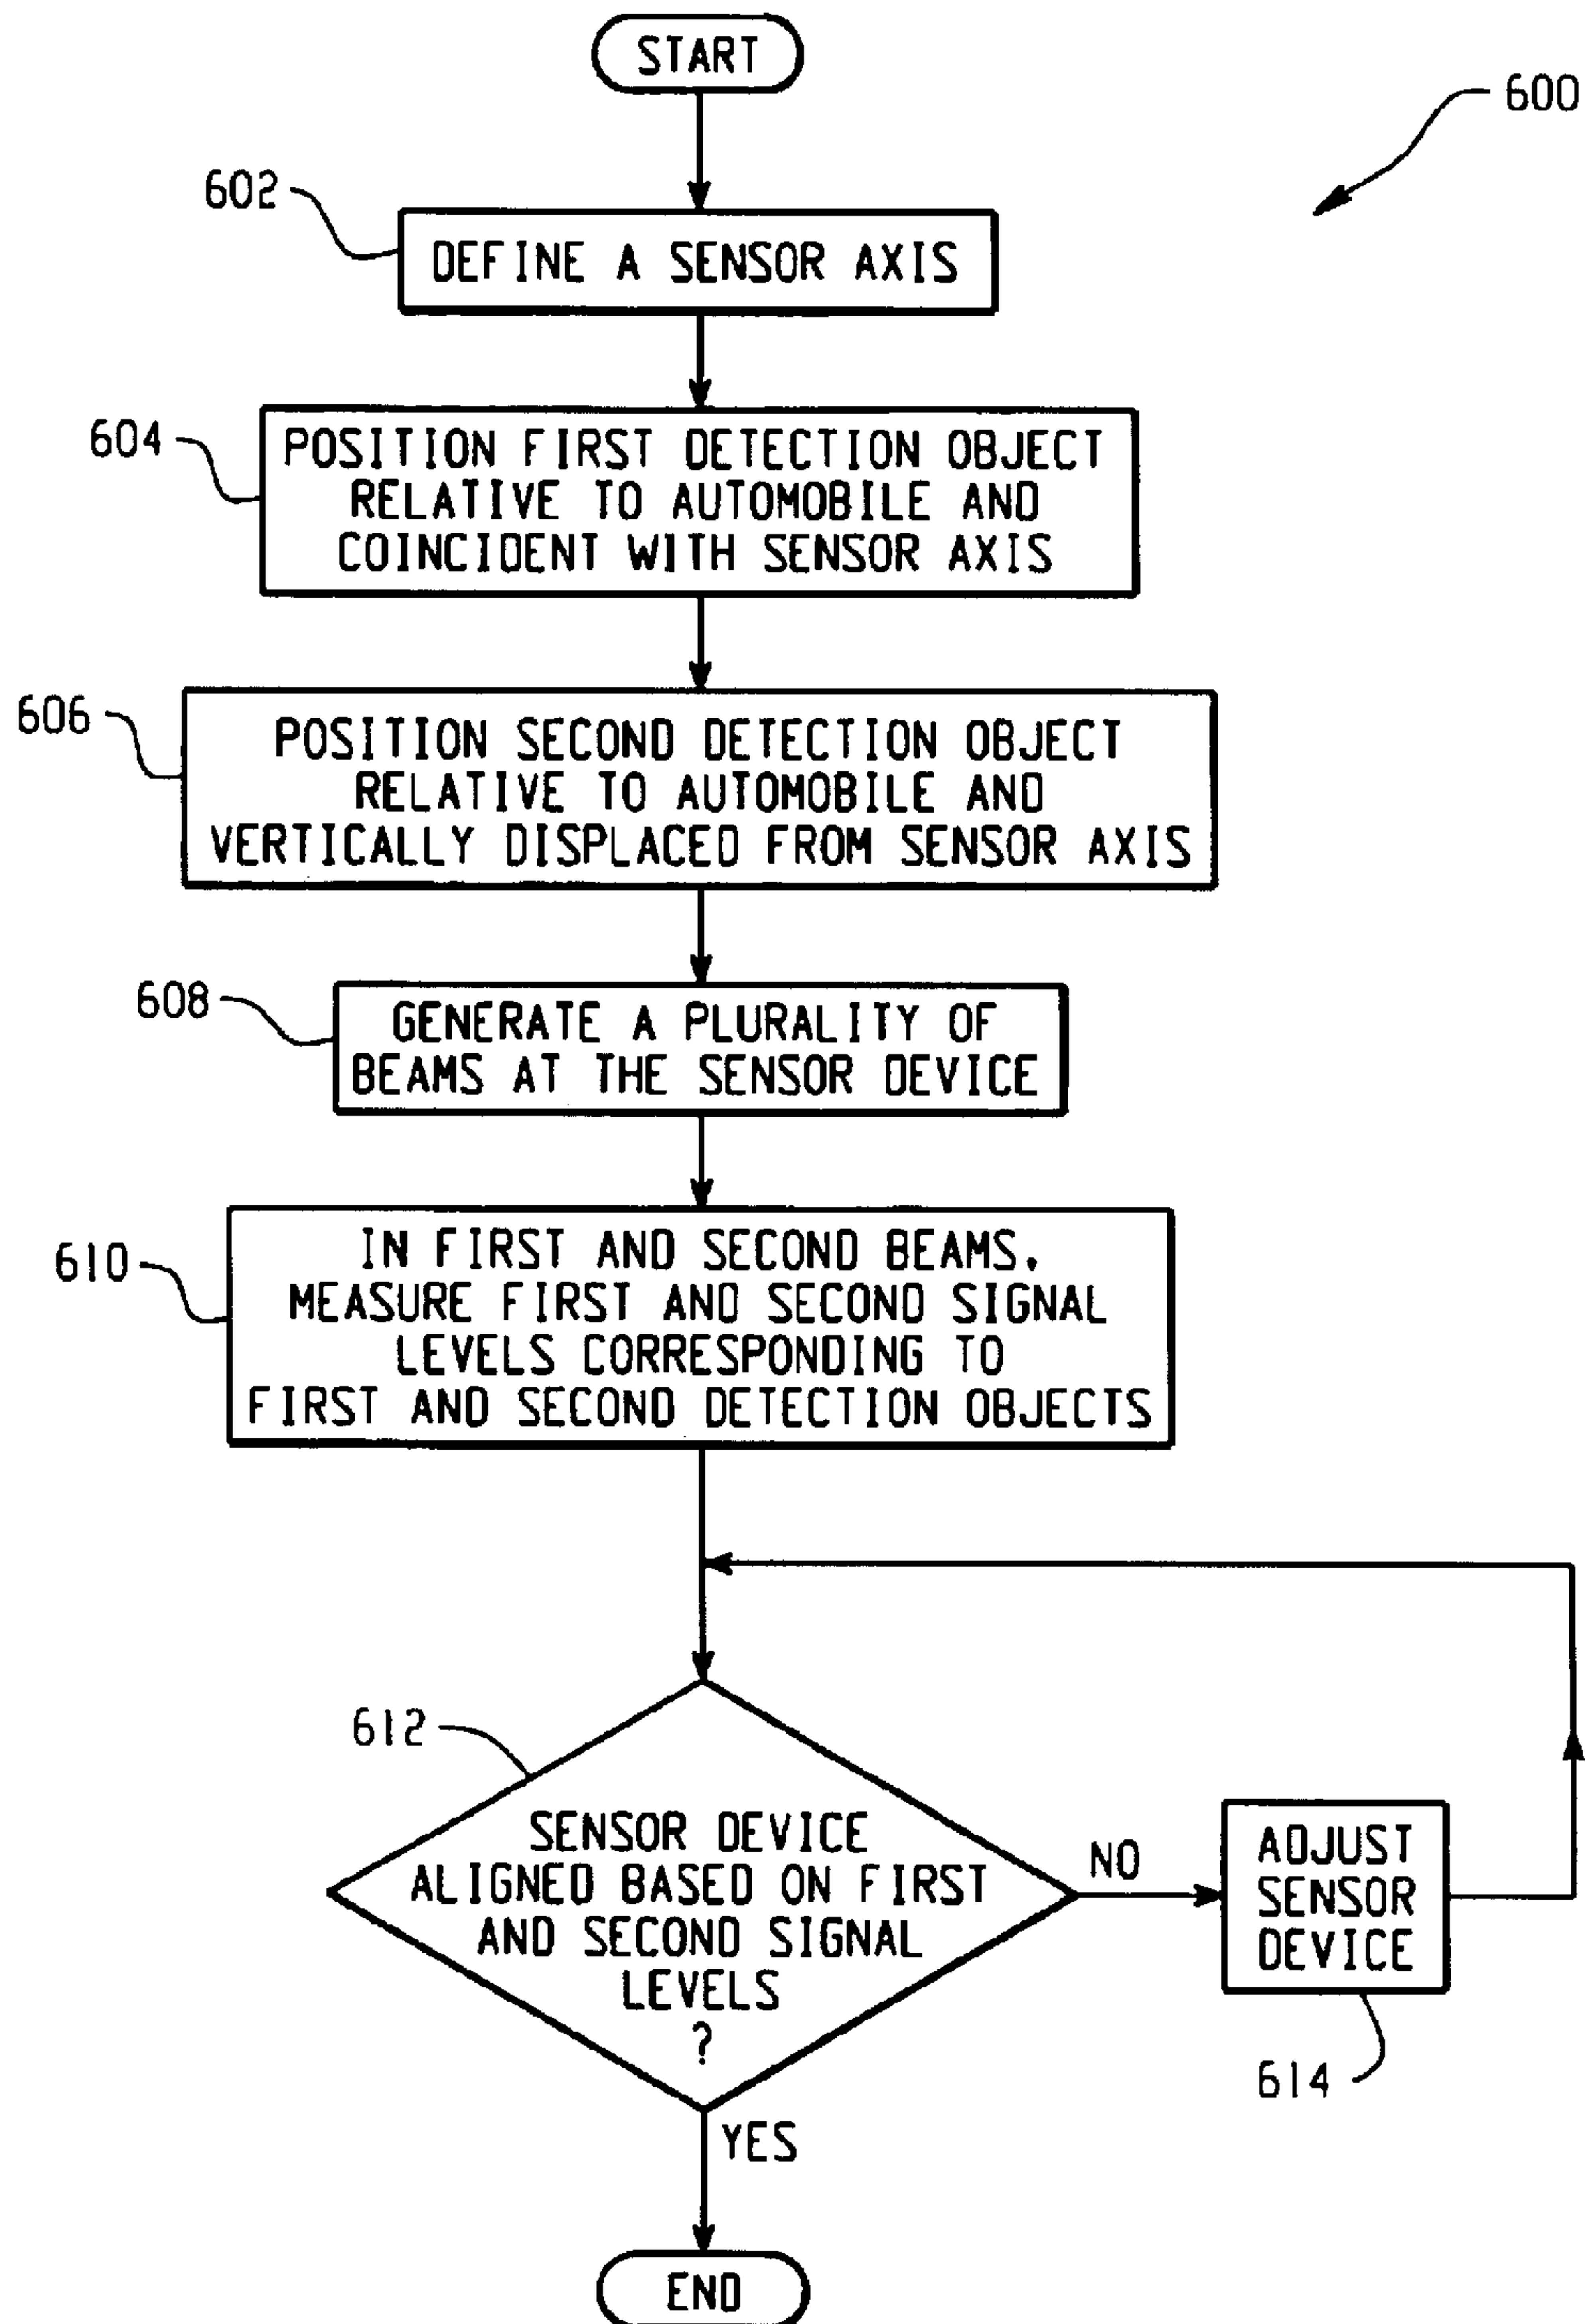 START
600
602
DEFINE A SENSOR AXIS
604
POSITION FIRST DETECTION OBJECT
RELATIVE TO AUTOMOBILE AND
COINCIDENT WITH SENSOR AXIS
606
POSITION SECOND DETECTION OBJECT
RELATIVE TO AUTOMOBILE AND
VERTICALLY DISPLACED FROM SENSOR AXIS
608
GENERATE A PLURALITY OF
BEAMS AT THE SENSOR DEVICE
610
IN FIRST AND SECOND BEAMS,
MEASURE FIRST AND SECOND SIGNAL
LEVELS CORRESPONDING TO
FIRST AND SECOND DETECTION OBJECTS
612
SENSOR DEVICE
ALIGNED BASED ON FIRST
AND SECOND SIGNAL
LEVELS
?
NO
ADJUST
SENSOR
DEVICE
614
YES
END